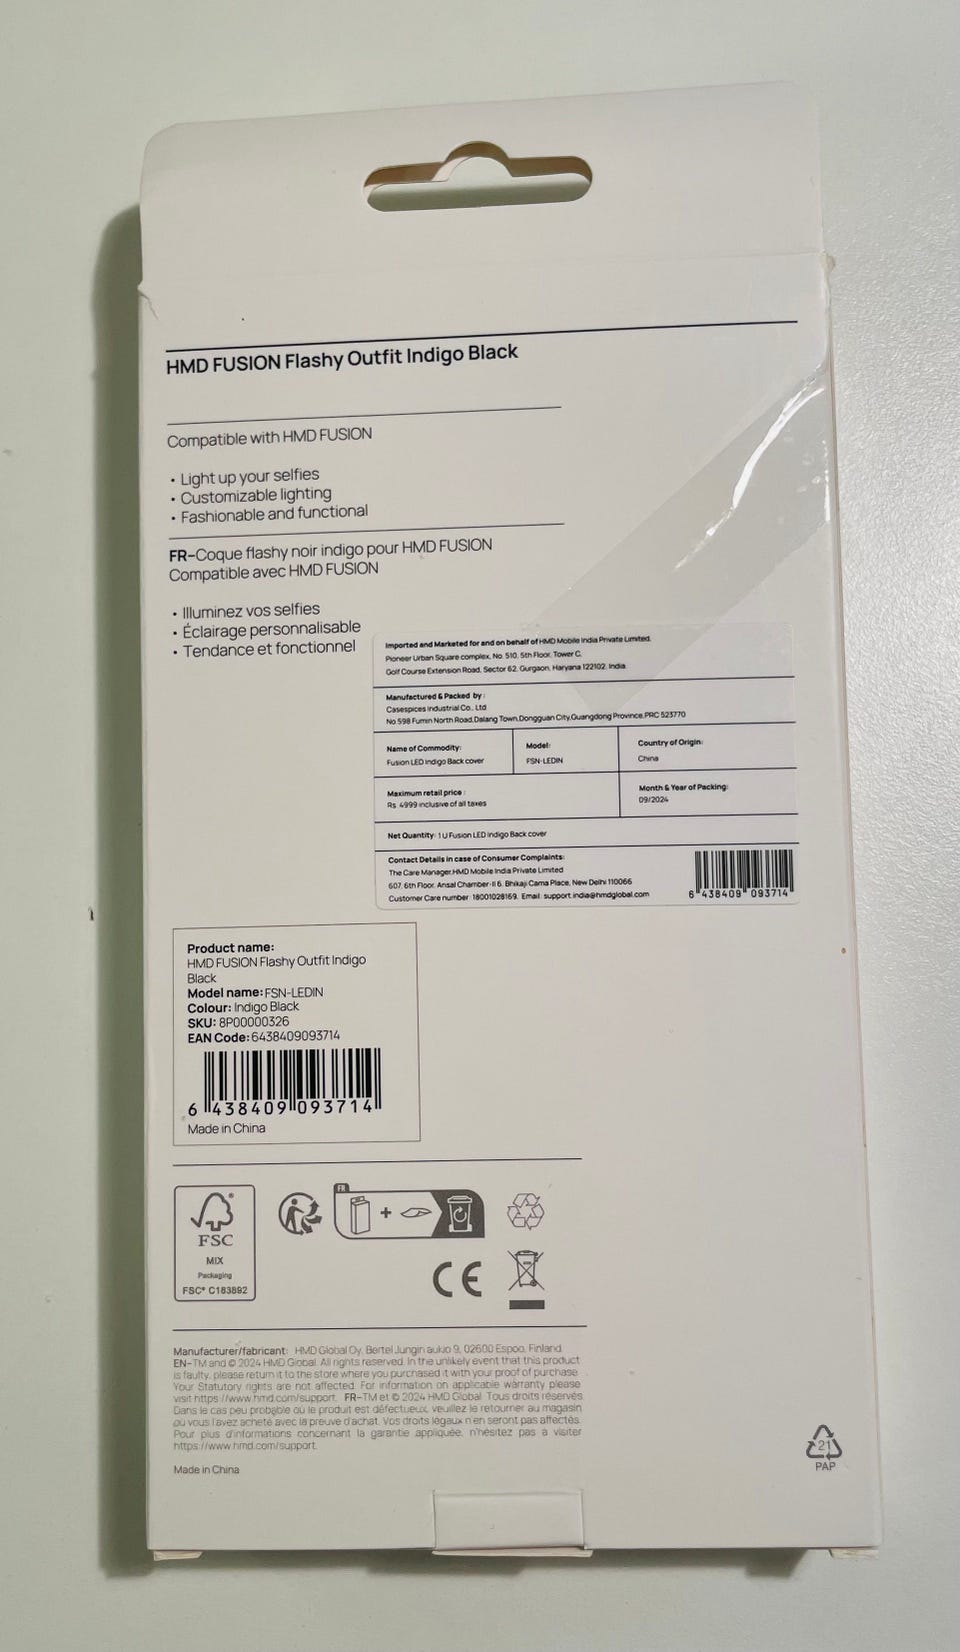 HMD FUSION Flashy Outfit Indigo Black
Compatible with HMD FUSION
• Light up your selfies
• Customizable lighting
• Fashionable and functional
FR–Coque flashy noir indigo pour HMD FUSION
Compatible avec HMD FUSION
• Illuminez vos selfies
• Éclairage personnalisable
• Tendance et fonctionnel
Imported and Marketed for and on behalf of HMD Mobile India Private Limited.
Pioneer Urban Square complex, No. 510, 5th Floor, Tower C,
Golf Course Extension Road, Sector 62, Gurgaon, Haryana 122102, India
Manufactured & Packed by :
Casespices Industrial Co., Ltd
No 598 Fumin North Road,Dalang Town,Dongguan City,Guangdong Province,PRC 523770
Name of Commodity:
Fusion LED Indigo Back cover
Model:
FSN-LEDIN
Country of Origin:
China
Maximum retail price :
Rs 4999 inclusive of all taxes
Month & Year of Packing:
09/2024
Net Quantity: 1 U Fusion LED Indigo Back cover
Contact Details in case of Consumer Complaints:
The Care Manager,HMD Mobile India Private Limited
607, 6th Floor, Ansal Chamber-II 6, Bhikaji Cama Place, New Delhi 110066
Customer Care number: 18001028169, Email: support.india@hmdglobal.com
6 438409 093714
Product name:
HMD FUSION Flashy Outfit Indigo
Black
Model name: FSN-LEDIN
Colour: Indigo Black
SKU: 8P00000326
EAN Code: 6438409093714
6 438409 093714
Made in China
FSC
MIX
Packaging
FSC® C183892
FR
CE
Manufacturer/fabricant: HMD Global Oy, Bertel Jungin aukio 9, 02600 Espoo, Finland
EN–TM and © 2024 HMD Global. All rights reserved. In the unlikely event that this product
is faulty, please return it to the store where you purchased it with your proof of purchase.
Your Statutory rights are not affected. For information on applicable warranty please
visit https://www.hmd.com/support. FR–TM et © 2024 HMD Global. Tous droits réservés.
Dans le cas peu probable où le produit est défectueux, veuillez le retourner au magasin
où vous l'avez acheté avec la preuve d'achat. Vos droits légaux n'en seront pas affectés.
Pour plus d'informations concernant la garantie appliquée, n'hésitez pas à visiter
https://www.hmd.com/support.
Made in China
21
PAP